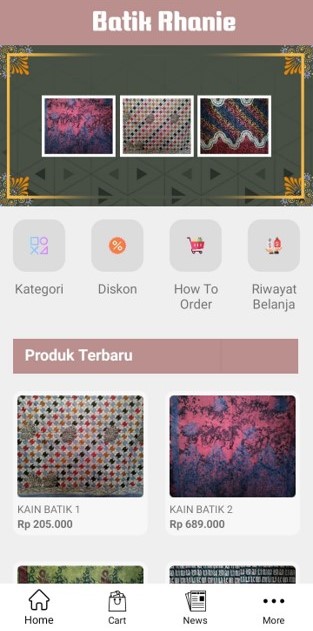 Batik Rhanie
Kategori
Diskon
How To
Order
Riwayat
Belanja
Produk Terbaru
KAIN BATIK 1
Rp 205.000
KAIN BATIK 2
Rp 689.000
Home
Cart
News
More